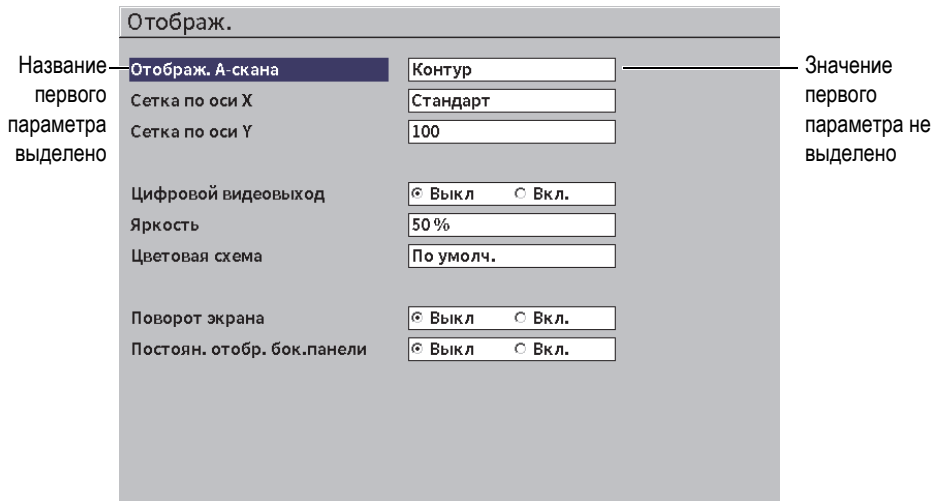 Отображ.
Название
первого
параметра
выделено
Отображ. А-скана
Контур
Значение
первого
параметра не
выделено
Сетка по оси X
Стандарт
Сетка по оси Y
100
Цифровой видеовыход
Выкл Вкл.
Яркость
50 %
Цветовая схема
По умолч.
Поворот экрана
Выкл Вкл.
Постоян. отобр. бок.панели
Выкл Вкл.